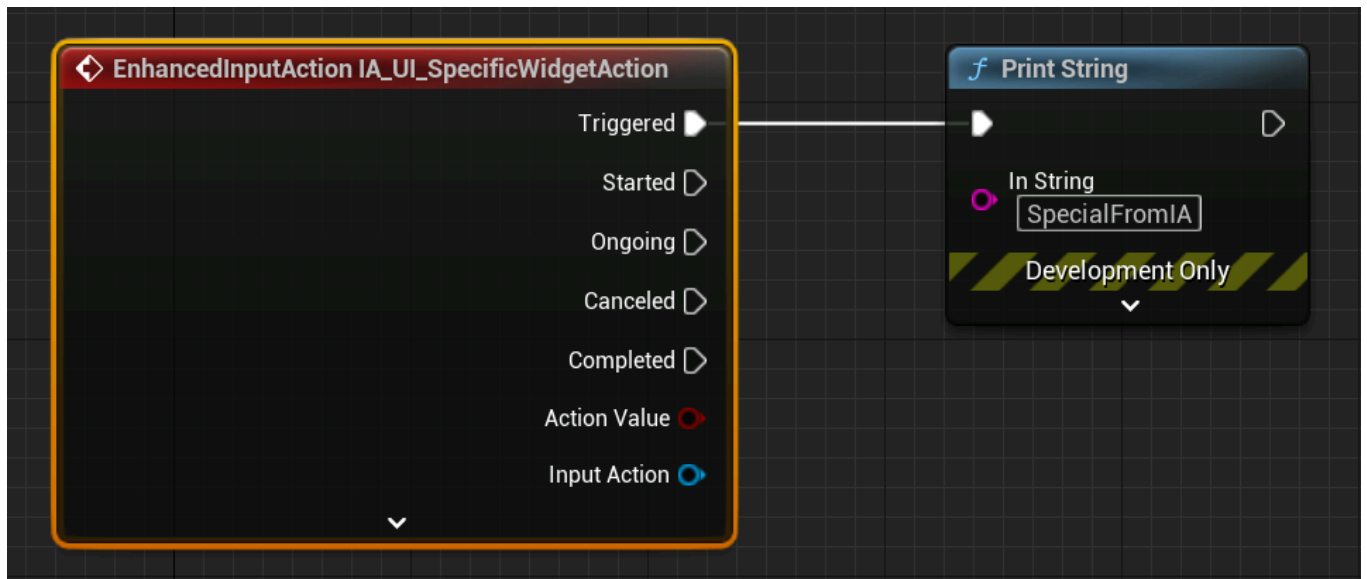 EnhancedInputAction IA_UI_SpecificWidgetAction
Triggered
Started
Ongoing
Canceled
Completed
Action Value
Input Action
f Print String
In String
SpecialFromIA
Development Only